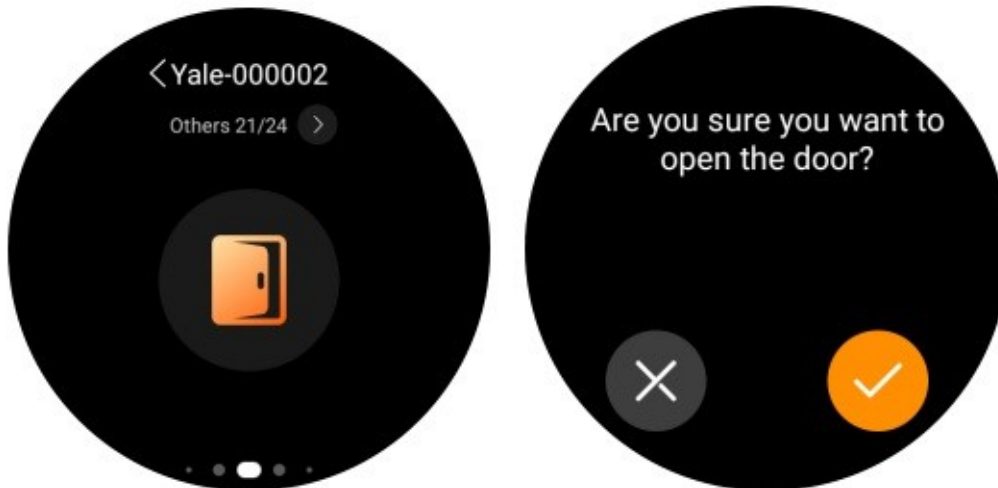 Yale-000002
Others 21/24
Are you sure you want to
open the door?